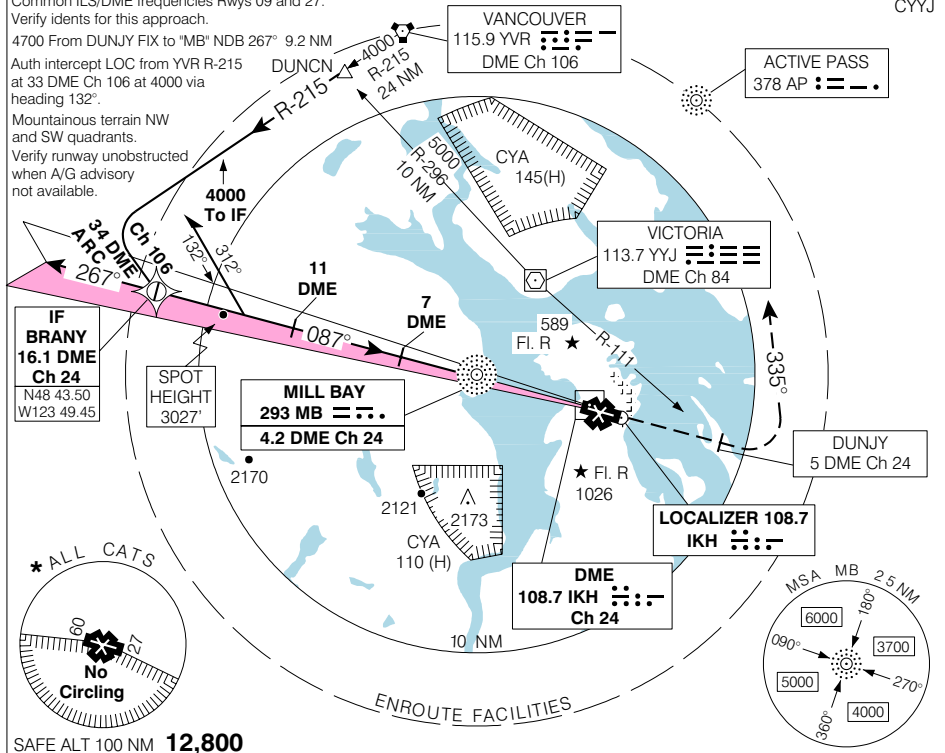 Common ILS/DME frequencies Rwys 09 and 27.
Verify idents for this approach.
4700 From DUNJY FIX to "MB" NDB 267° 9.2 NM
Auth intercept LOC from YVR R-215
at 33 DME Ch 106 at 4000 via
heading 132°.
Mountainous terrain NW
and SW quadrants.
Verify runway unobstructed
when A/G advisory
not available.
CYYJ
VANCOUVER
115.9 YVR
DME Ch 106
ACTIVE PASS
378 AP
DUNCN
4000
R-215
24 NM
R-215
5000
R-296
10 NM
CYA
145(H)
4000
To IF
34 DME
ARC
Ch 106
132°
312°
267°
11
DME
087°
7
DME
VICTORIA
113.7 YYJ
DME Ch 84
589
Fl. R
R-111
335°
IF
BRANY
16.1 DME
Ch 24
N48 43.50
W123 49.45
SPOT
HEIGHT
3027'
MILL BAY
293 MB
4.2 DME Ch 24
DUNJY
5 DME Ch 24
2170
2121
2173
CYA
110 (H)
Fl. R
1026
LOCALIZER 108.7
IKH
DME
108.7 IKH
Ch 24
10 NM
ENROUTE FACILITIES
* ALL CATS
09
27
No
Circling
MSA MB 25 NM
6000
180°
090°
3700
5000
270°
4000
360°
SAFE ALT 100 NM 12,800